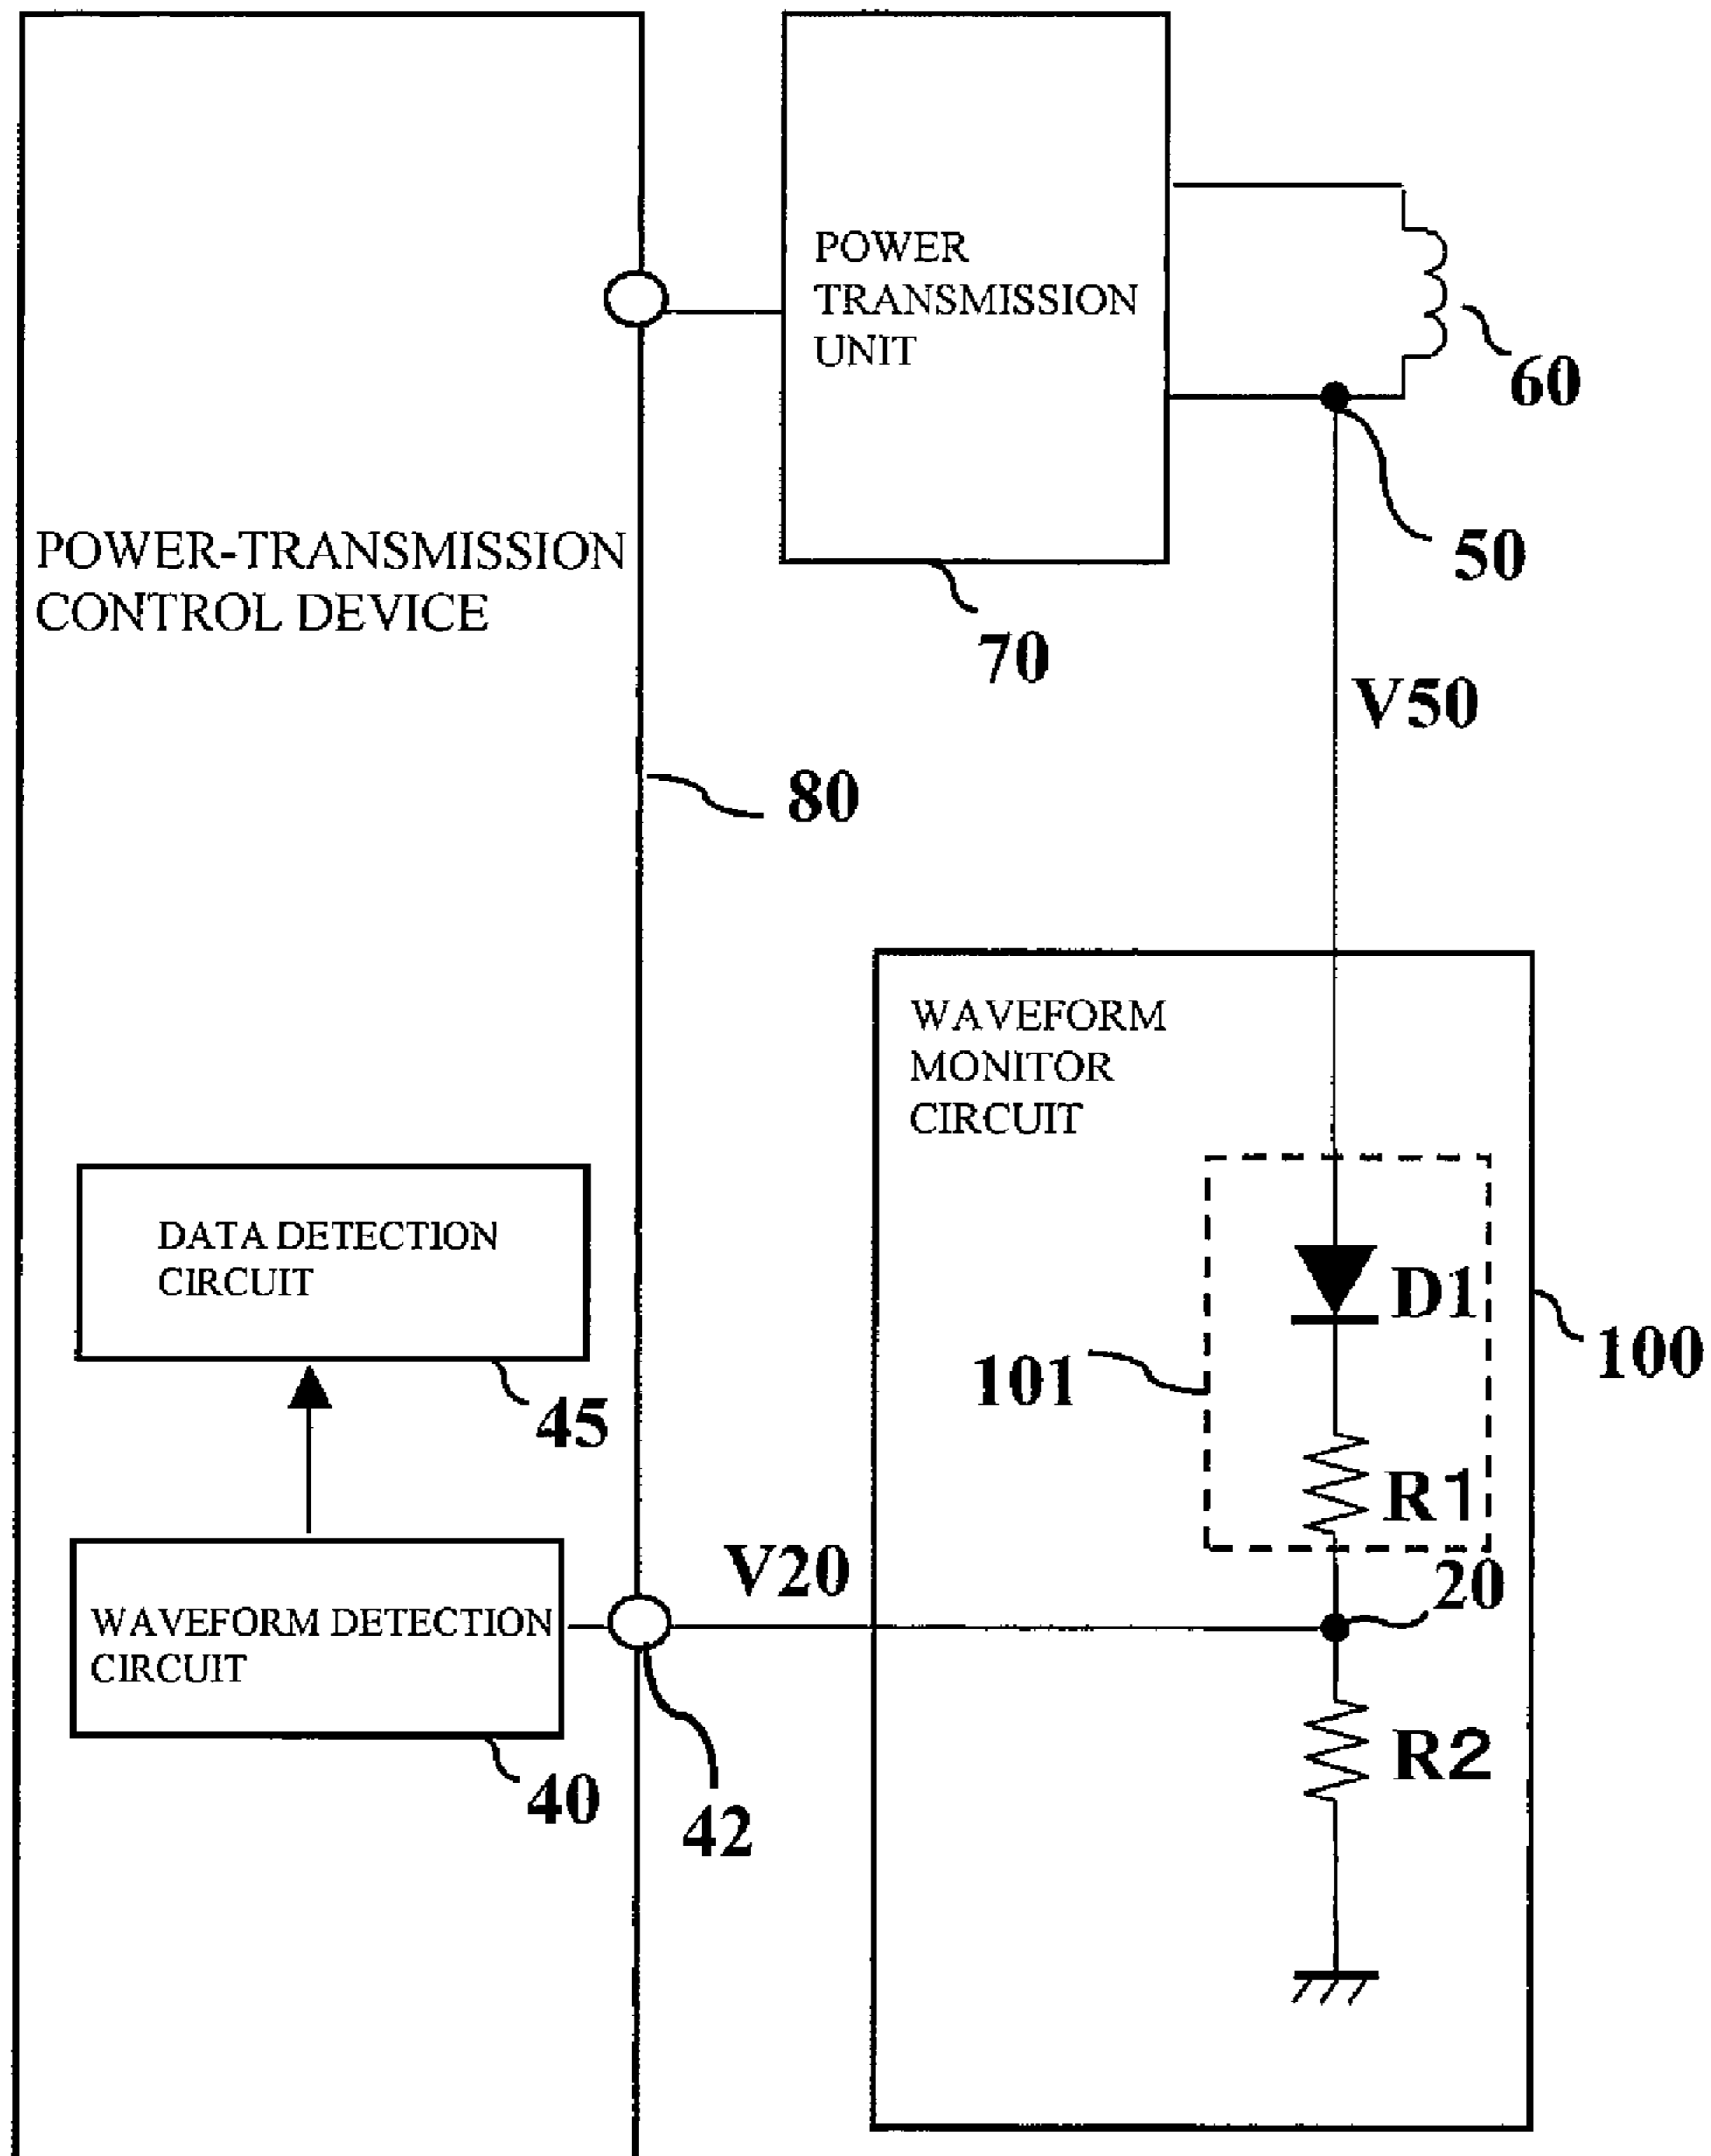 POWER
TRANSMISSION
UNIT
60
50
POWER-TRANSMISSION
CONTROL DEVICE
70
V50
80
WAVEFORM
MONITOR
CIRCUIT
DATA DETECTION
CIRCUIT
D1
100
101
45
R1
V20
20
WAVEFORM DETECTION
CIRCUIT
R2
40
42